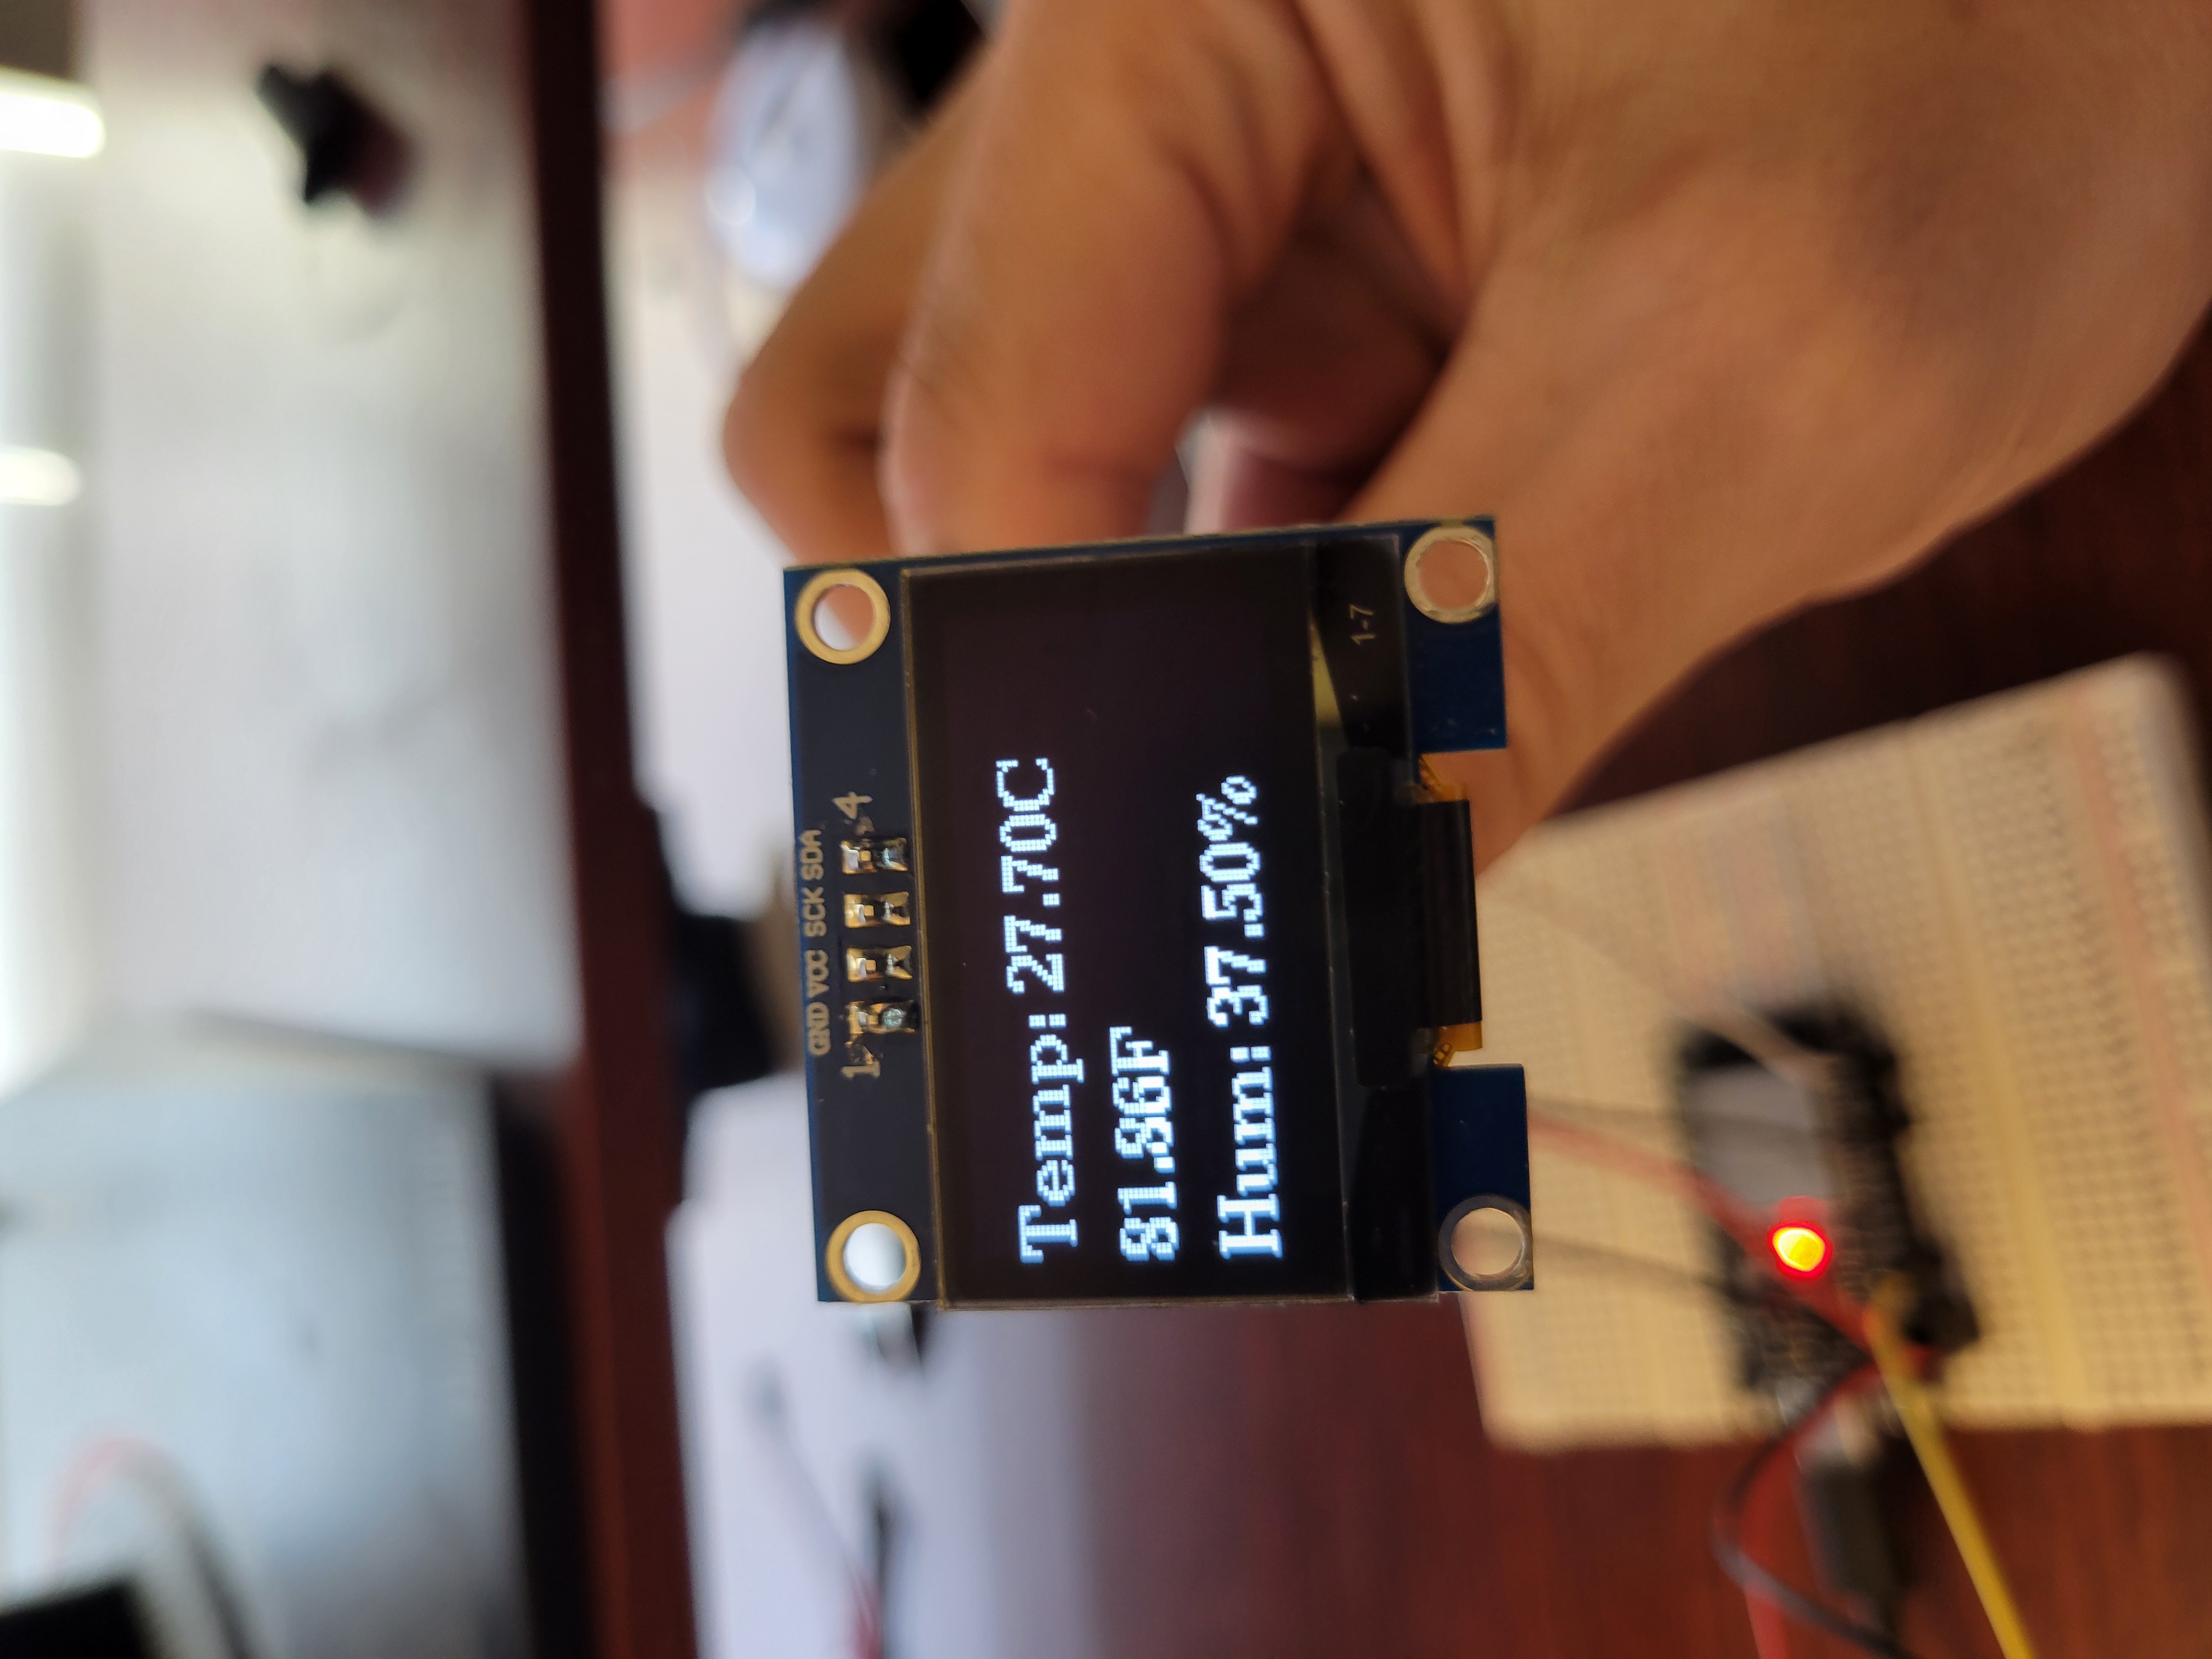 GND VCC SCK SDA
1 4
Temp: 27.70C
81.86F
Hum: 37.50%
1-7